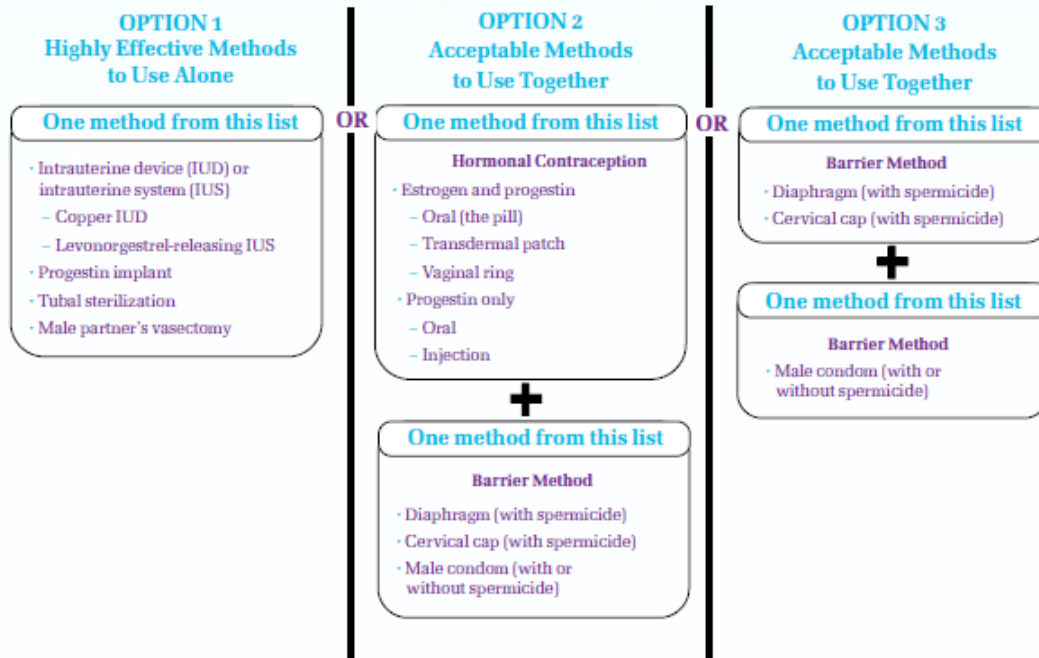 OPTION 1
Highly Effective Methods
to Use Alone
One method from this list
· Intrauterine device (IUD) or
intrauterine system (IUS)
– Copper IUD
– Levonorgestrel-releasing IUS
· Progestin implant
· Tubal sterilization
· Male partner's vasectomy
OR
OPTION 2
Acceptable Methods
to Use Together
One method from this list
Hormonal Contraception
· Estrogen and progestin
– Oral (the pill)
– Transdermal patch
– Vaginal ring
· Progestin only
– Oral
– Injection
+
One method from this list
Barrier Method
· Diaphragm (with spermicide)
· Cervical cap (with spermicide)
· Male condom (with or
without spermicide)
OR
OPTION 3
Acceptable Methods
to Use Together
One method from this list
Barrier Method
· Diaphragm (with spermicide)
· Cervical cap (with spermicide)
+
One method from this list
Barrier Method
· Male condom (with or
without spermicide)